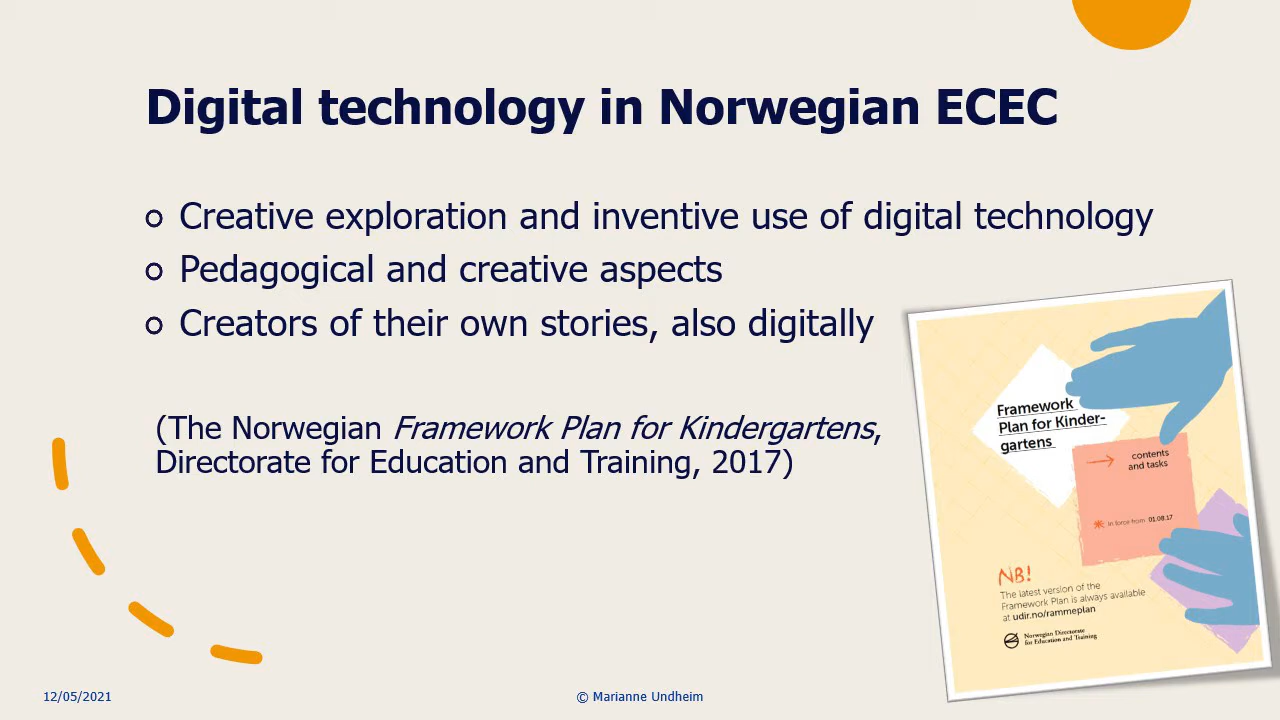 Digital technology in Norwegian ECEC
Creative exploration and inventive use of digital technology
Pedagogical and creative aspects
Creators of their own stories, also digitally
(The Norwegian Framework Plan for Kindergartens,
Directorate for Education and Training, 2017)
Framework
Plan for Kinder-
gartens
contents
and tasks
In force from 01.08.17
NB!
The latest version of the
Framework Plan is always available
at udir.no/rammeplan
Norwegian Directorate
for Education and Training
12/05/2021
© Marianne Undheim